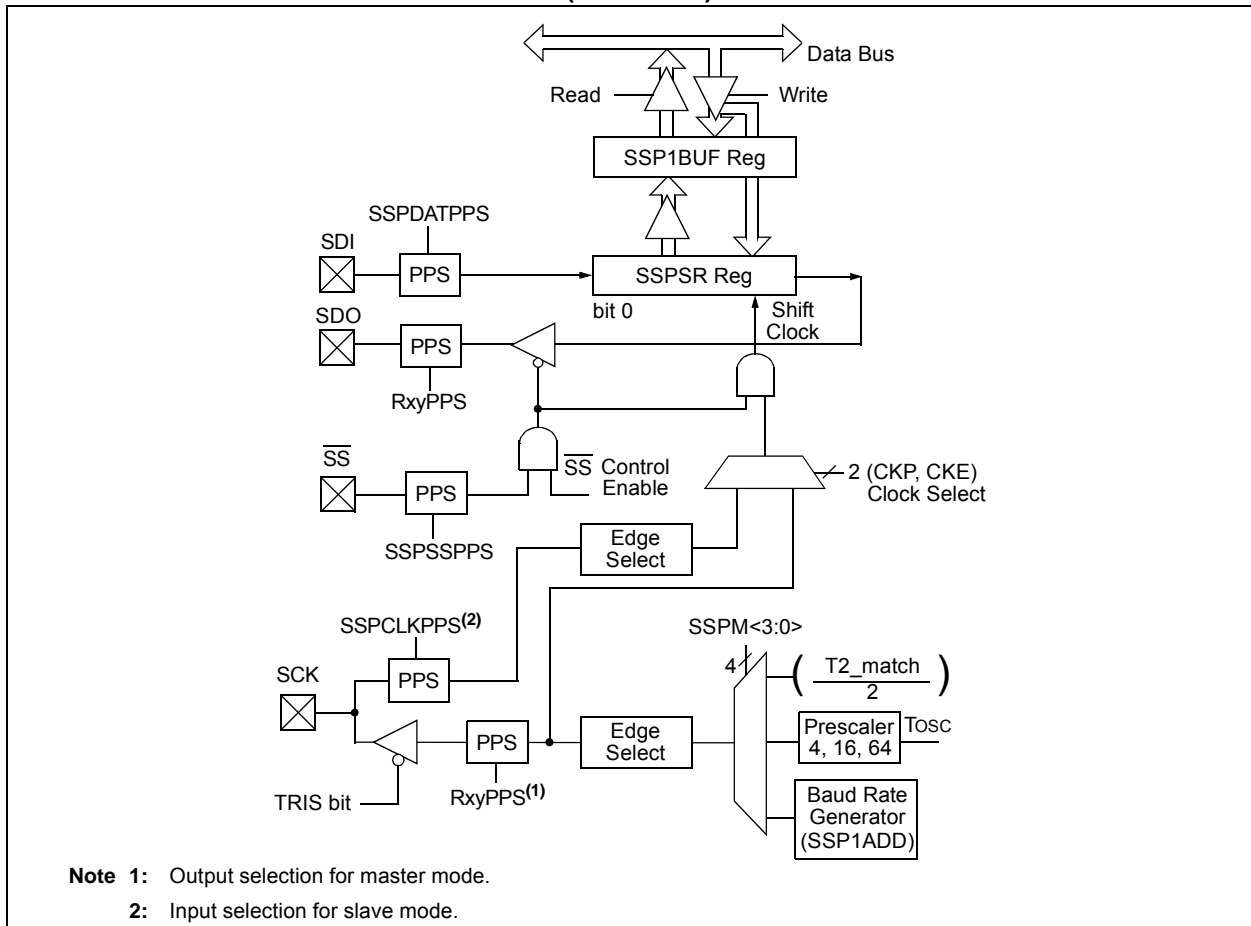 Data Bus
Read
Write
SSP1BUF Reg
SSPDATPPS
SDI
PPS
SSPSR Reg
bit 0
Shift
Clock
SDO
PPS
RxyPPS
SS
PPS
SSPSSPPS
SS Control
Enable
2 (CKP, CKE)
Clock Select
Edge
Select
SSPCLKPPS(2)
SCK
PPS
SSPM<3:0>
4
( T2_match
2 )
PPS
RxyPPS(1)
Edge
Select
Prescaler
4, 16, 64
TOSC
TRIS bit
Baud Rate
Generator
(SSP1ADD)
Note 1: Output selection for master mode.
2: Input selection for slave mode.